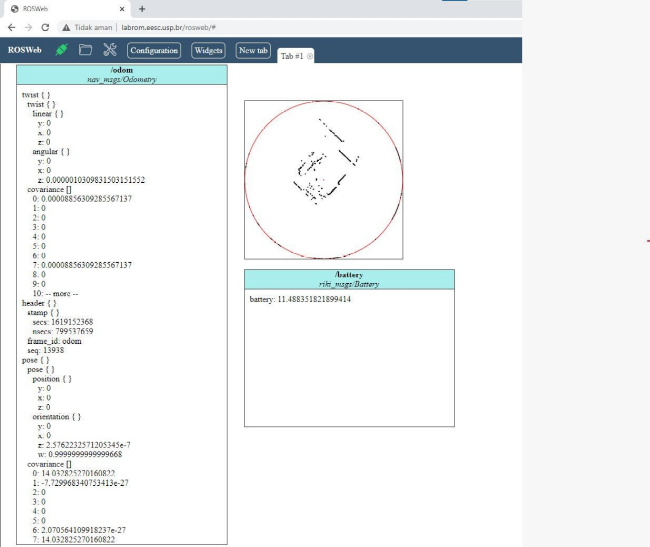 ROSWeb
Tidak aman | labrom.eesc.usp.br/rosweb/#
ROSWeb Configuration Widgets New tab Tab #1
/odom
nav_msgs/Odometry
twist { }
twist { }
linear { }
y: 0
x: 0
z: 0
angular { }
y: 0
x: 0
z: 0.0000010309831503151552
covariance []
0: 0.00008856309285567137
1: 0
2: 0
3: 0
4: 0
5: 0
6: 0
7: 0.00008856309285567137
8: 0
9: 0
10: -- more --
header { }
stamp { }
secs: 1619152368
nsecs: 799537659
frame_id: odom
seq: 13938
pose { }
pose { }
position { }
y: 0
x: 0
z: 0
orientation { }
y: 0
x: 0
z: 2.5762232571205345e-7
w: 0.9999999999999668
covariance []
0: 14.032825270160822
1: -7.729968340753413e-27
2: 0
3: 0
4: 0
5: 0
6: 2.070564109918237e-27
7: 14.032825270160822
/battery
riki_msgs/Battery
battery: 11.488351821899414